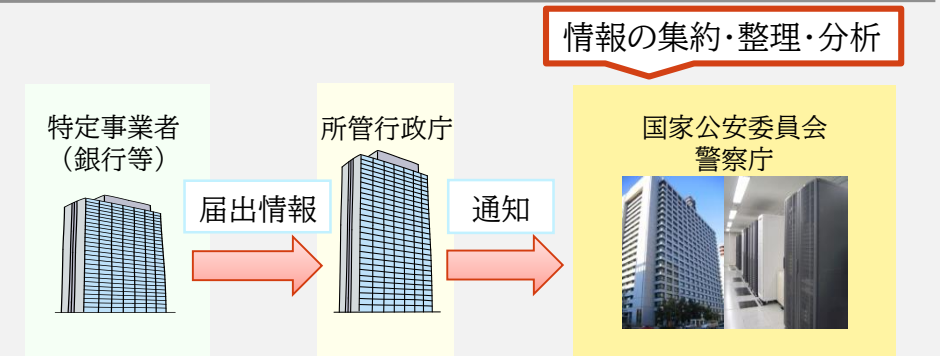 情報の集約･整理･分析
特定事業者
（銀行等）
所管行政庁
国家公安委員会
警察庁
届出情報
通知